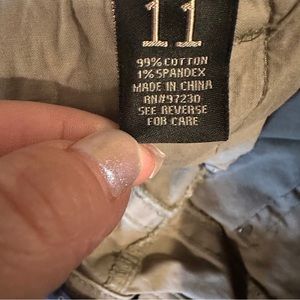 11
99% COTTON
1% SPANDEX
MADE IN CHINA
RN#97230
SEE REVERSE
FOR CARE